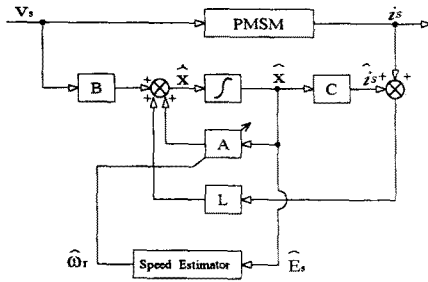 Vs
PMSM
is
B
+
+
+
x̂̇
∫
x̂
C
îs
+
+
A
L
ω̂r
Speed Estimator
Ês